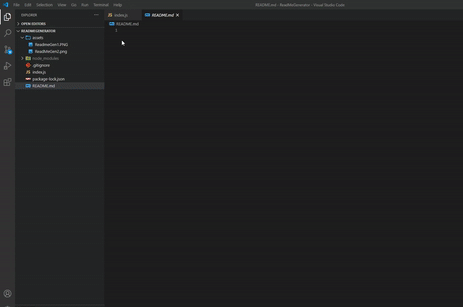 File Edit Selection View Go Run Terminal Help
README.md - ReadMeGenerator - Visual Studio Code
EXPLORER
index.js
README.md
OPEN EDITORS
README.md
READMEGENERATOR
1
assets
ReadmeGen1.PNG
ReadMeGen2.png
node_modules
.gitignore
index.js
package-lock.json
README.md